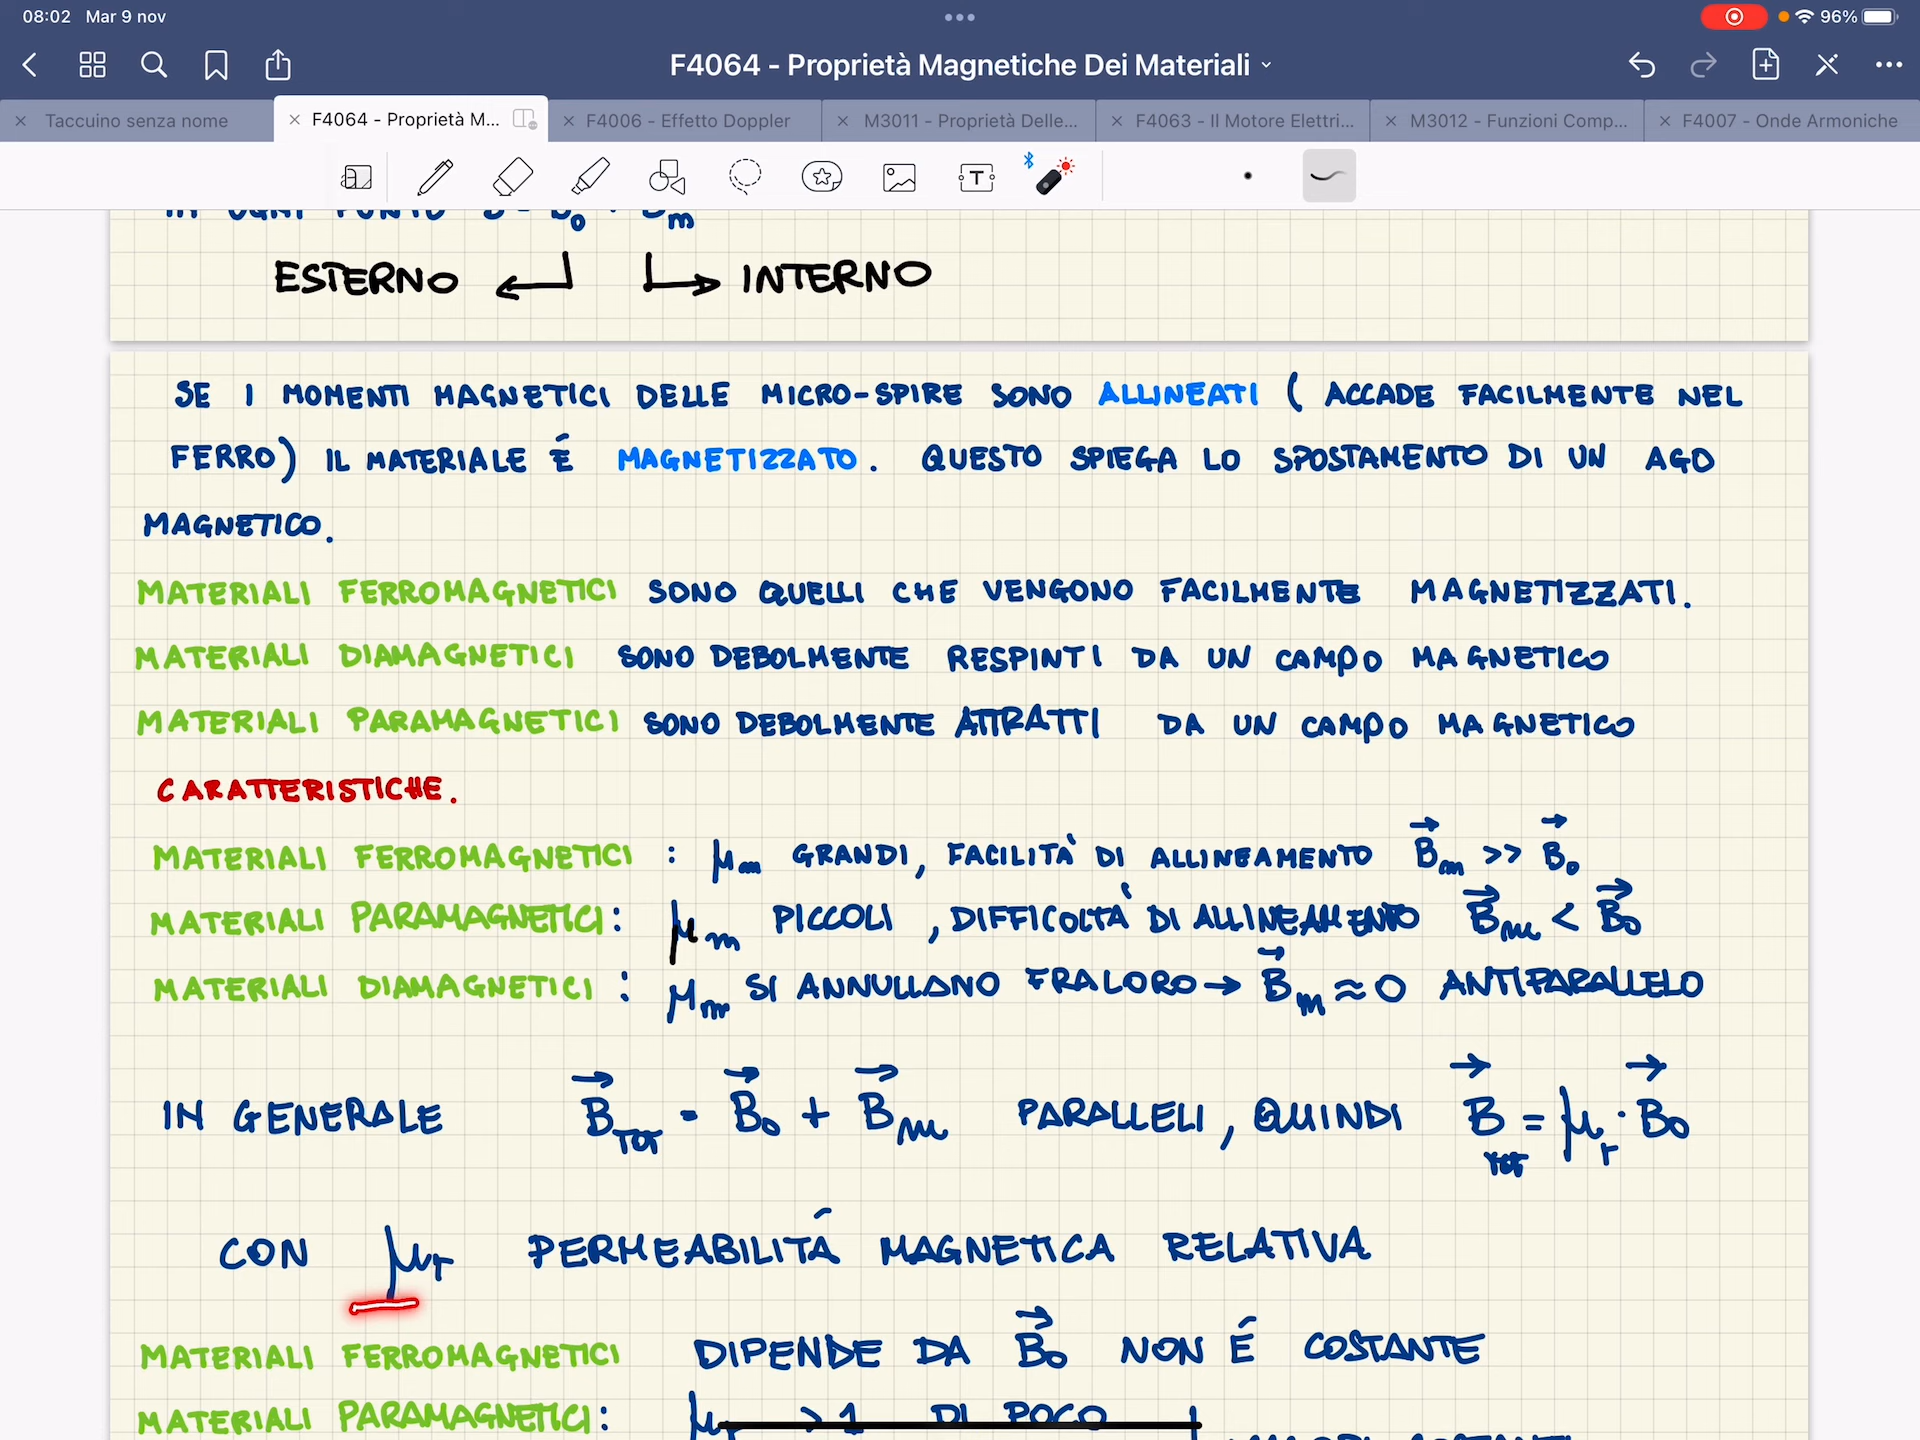 08:02 Mar 9 nov
96%
F4064 - Proprietà Magnetiche Dei Materiali
Taccuino senza nome
F4064 - Proprietà M...
F4006 - Effetto Doppler
M3011 - Proprietà Delle...
F4063 - Il Motore Elettri...
M3012 - Funzioni Comp...
F4007 - Onde Armoniche
ESTERNO ← → INTERNO
SE I MOMENTI MAGNETICI DELLE MICRO-SPIRE SONO ALLINEATI ( ACCADE FACILMENTE NEL
FERRO) IL MATERIALE É MAGNETIZZATO. QUESTO SPIEGA LO SPOSTAMENTO DI UN AGO
MAGNETICO.
MATERIALI FERROMAGNETICI SONO QUELLI CHE VENGONO FACILMENTE MAGNETIZZATI.
MATERIALI DIAMAGNETICI SONO DEBOLMENTE RESPINTI DA UN CAMPO MAGNETICO
MATERIALI PARAMAGNETICI SONO DEBOLMENTE ATTRATTI DA UN CAMPO MAGNETICO
CARATTERISTICHE.
MATERIALI FERROMAGNETICI : μm GRANDI, FACILITÀ DI ALLINEAMENTO B⃗m >> B⃗0
MATERIALI PARAMAGNETICI: μm PICCOLI, DIFFICOLTÀ DI ALLINEAMENTO B⃗m < B⃗0
MATERIALI DIAMAGNETICI : μm SI ANNULLANO FRA LORO → B⃗m ≈ 0 ANTIPARALLELO
IN GENERALE B⃗TOT = B⃗0 + B⃗m PARALLELI, QUINDI B⃗TOT = μr · B⃗0
CON μr PERMEABILITÁ MAGNETICA RELATIVA
MATERIALI FERROMAGNETICI DIPENDE DA B⃗0 NON É COSTANTE
MATERIALI PARAMAGNETICI: μr > 1 DI POCO